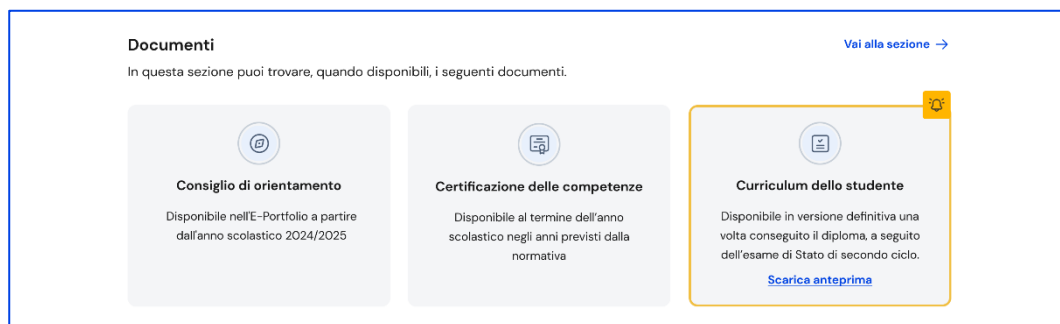 Documenti
Vai alla sezione →
In questa sezione puoi trovare, quando disponibili, i seguenti documenti.
Consiglio di orientamento
Disponibile nell'E-Portfolio a partire
dall'anno scolastico 2024/2025
Certificazione delle competenze
Disponibile al termine dell'anno
scolastico negli anni previsti dalla
normativa
Curriculum dello studente
Disponibile in versione definitiva una
volta conseguito il diploma, a seguito
dell'esame di Stato di secondo ciclo.
Scarica anteprima